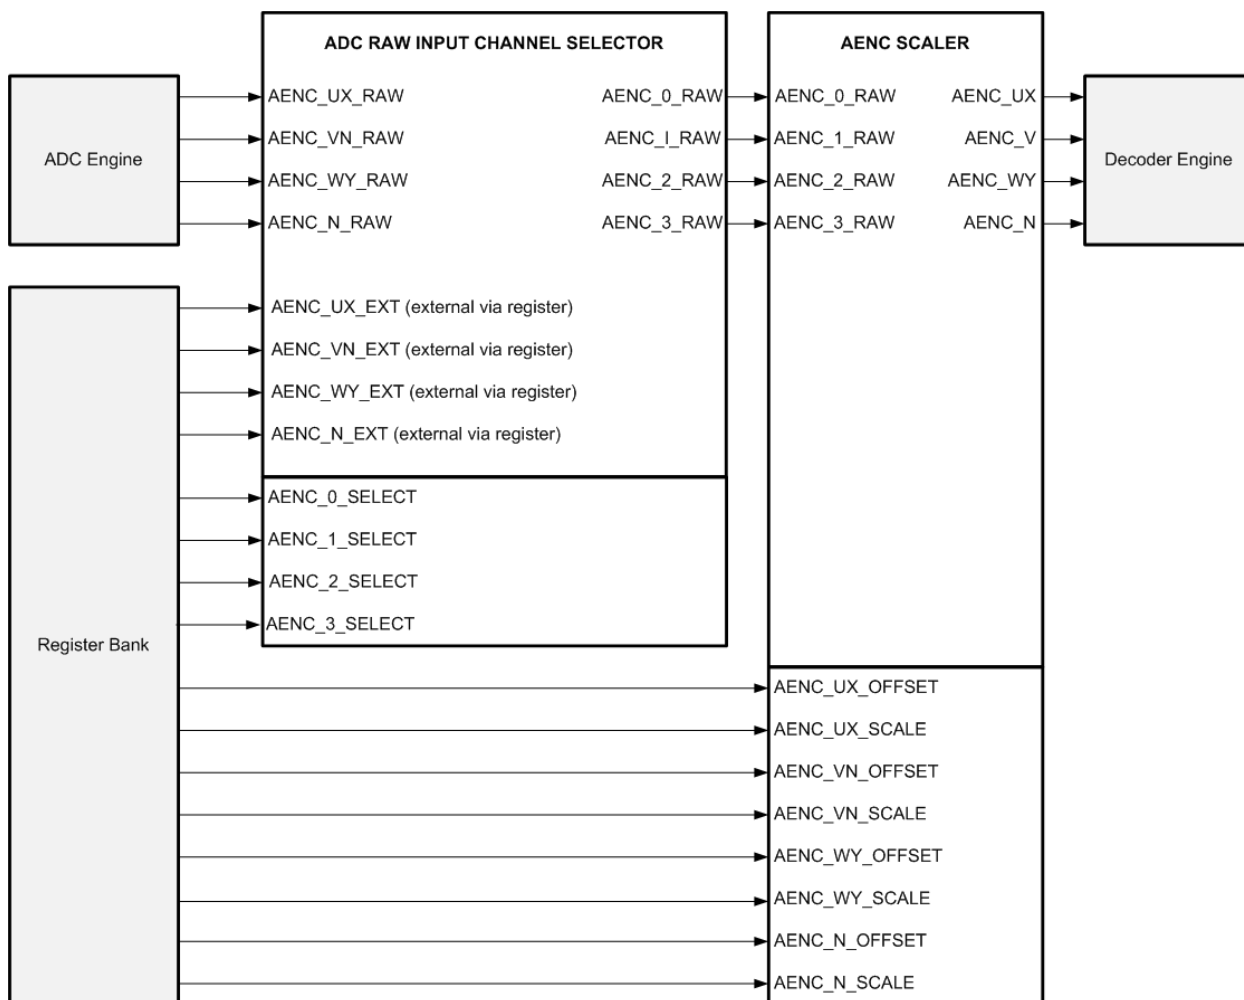 ADC RAW INPUT CHANNEL SELECTOR
AENC SCALER
ADC Engine
AENC_UX_RAW
AENC_VN_RAW
AENC_WY_RAW
AENC_N_RAW
AENC_0_RAW
AENC_I_RAW
AENC_2_RAW
AENC_3_RAW
AENC_0_RAW
AENC_1_RAW
AENC_2_RAW
AENC_3_RAW
AENC_UX
AENC_V
AENC_WY
AENC_N
Decoder Engine
AENC_UX_EXT (external via register)
AENC_VN_EXT (external via register)
AENC_WY_EXT (external via register)
AENC_N_EXT (external via register)
AENC_0_SELECT
AENC_1_SELECT
AENC_2_SELECT
AENC_3_SELECT
Register Bank
AENC_UX_OFFSET
AENC_UX_SCALE
AENC_VN_OFFSET
AENC_VN_SCALE
AENC_WY_OFFSET
AENC_WY_SCALE
AENC_N_OFFSET
AENC_N_SCALE